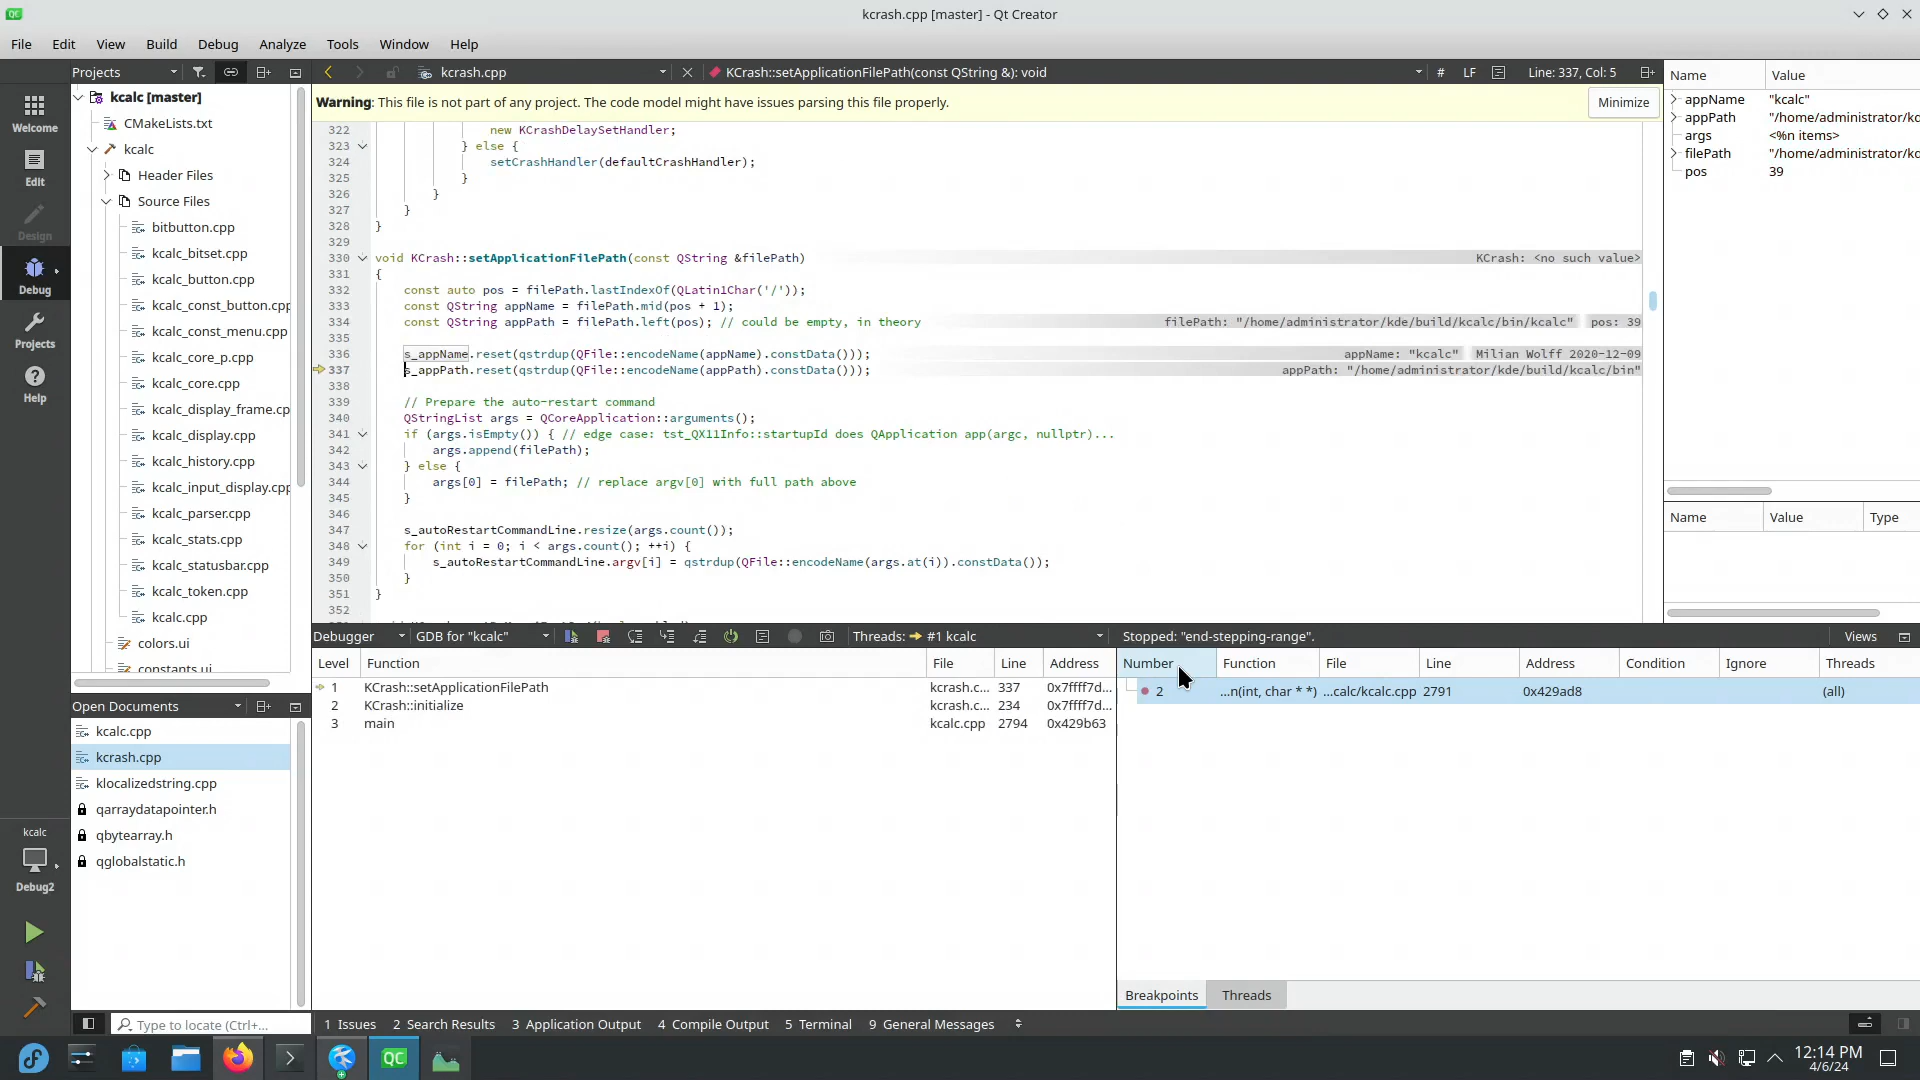 kcrash.cpp [master] - Qt Creator
File Edit View Build Debug Analyze Tools Window Help
Projects
kcrash.cpp
KCrash::setApplicationFilePath(const QString &): void
# LF Line: 337, Col: 5
Name Value
Warning: This file is not part of any project. The code model might have issues parsing this file properly.
Minimize
Welcome
Edit
Design
Debug
Projects
Help
kcalc
Debug2
kcalc [master]
CMakeLists.txt
kcalc
Header Files
Source Files
bitbutton.cpp
kcalc_bitset.cpp
kcalc_button.cpp
kcalc_const_button.cpp
kcalc_const_menu.cpp
kcalc_core_p.cpp
kcalc_core.cpp
kcalc_display_frame.cp
kcalc_display.cpp
kcalc_history.cpp
kcalc_input_display.cpp
kcalc_parser.cpp
kcalc_stats.cpp
kcalc_statusbar.cpp
kcalc_token.cpp
kcalc.cpp
colors.ui
constants.ui
Open Documents
kcalc.cpp
kcrash.cpp
klocalizedstring.cpp
qarraydatapointer.h
qbytearray.h
qglobalstatic.h
322 new KCrashDelaySetHandler;
323 } else {
324 setCrashHandler(defaultCrashHandler);
325 }
326 }
327 }
328 }
329
330 void KCrash::setApplicationFilePath(const QString &filePath) KCrash: <no such value>
331 {
332 const auto pos = filePath.lastIndexOf(QLatin1Char('/'));
333 const QString appName = filePath.mid(pos + 1);
334 const QString appPath = filePath.left(pos); // could be empty, in theory filePath: "/home/administrator/kde/build/kcalc/bin/kcalc" pos: 39
335
336 s_appName.reset(qstrdup(QFile::encodeName(appName).constData())); appName: "kcalc" Milian Wolff 2020-12-09
337 s_appPath.reset(qstrdup(QFile::encodeName(appPath).constData())); appPath: "/home/administrator/kde/build/kcalc/bin"
338
339 // Prepare the auto-restart command
340 QStringList args = QCoreApplication::arguments();
341 if (args.isEmpty()) { // edge case: tst_QX11Info::startupId does QApplication app(argc, nullptr)...
342 args.append(filePath);
343 } else {
344 args[0] = filePath; // replace argv[0] with full path above
345 }
346
347 s_autoRestartCommandLine.resize(args.count());
348 for (int i = 0; i < args.count(); ++i) {
349 s_autoRestartCommandLine.argv[i] = qstrdup(QFile::encodeName(args.at(i)).constData());
350 }
351 }
352
appName "kcalc"
appPath "/home/administrator/kd
args <%n items>
filePath "/home/administrator/kd
pos 39
Name Value Type
Debugger GDB for "kcalc" Threads: #1 kcalc Stopped: "end-stepping-range". Views
Level Function File Line Address
1 KCrash::setApplicationFilePath kcrash.c... 337 0x7ffff7d...
2 KCrash::initialize kcrash.c... 234 0x7ffff7d...
3 main kcalc.cpp 2794 0x429b63
Number Function File Line Address Condition Ignore Threads
2 ...n(int, char * *) ...calc/kcalc.cpp 2791 0x429ad8 (all)
Breakpoints Threads
Type to locate (Ctrl+...
1 Issues 2 Search Results 3 Application Output 4 Compile Output 5 Terminal 9 General Messages
QC
12:14 PM
4/6/24